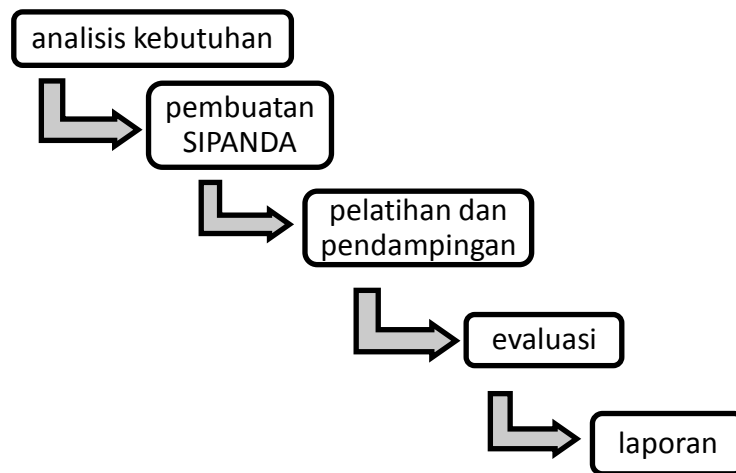 analisis kebutuhan
pembuatan
SIPANDA
pelatihan dan
pendampingan
evaluasi
laporan